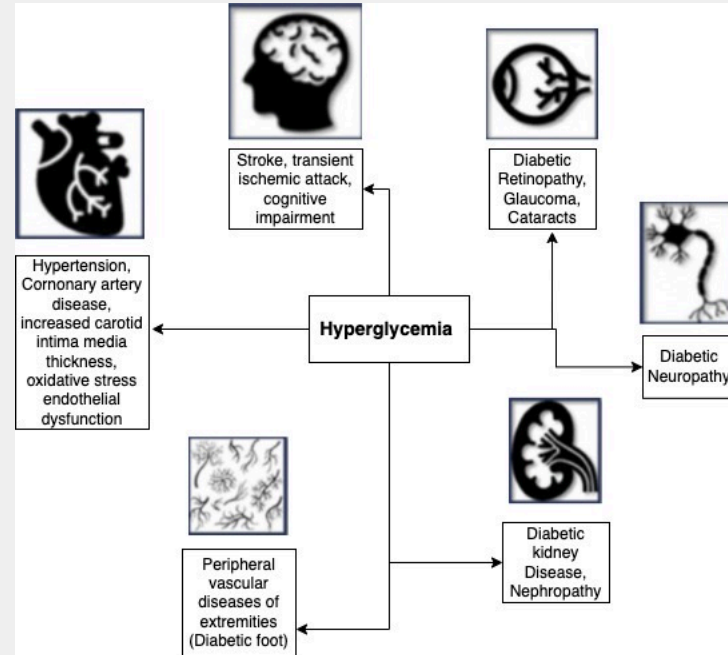 Stroke, transient
ischemic attack,
cognitive
impairment
Diabetic
Retinopathy,
Glaucoma,
Cataracts
Hypertension,
Cornonary artery
disease,
increased carotid
intima media
thickness,
oxidative stress
endothelial
dysfunction
Hyperglycemia
Diabetic
Neuropathy
Diabetic
kidney
Disease,
Nephropathy
Peripheral
vascular
diseases of
extremities
(Diabetic foot)